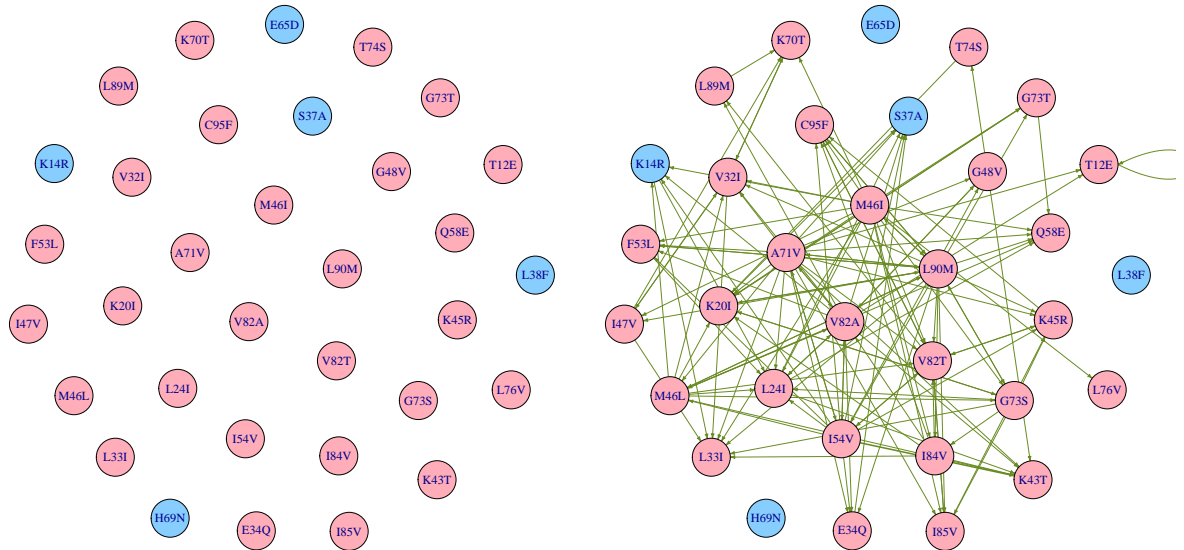 E65D
K70T
T74S
L89M
G73T
C95F
S37A
K14R
V32I
G48V
T12E
M46I
F53L
A71V
Q58E
L90M
L38F
K20I
I47V
V82A
K45R
V82T
M46L
L24I
G73S
L76V
I54V
L33I
I84V
K43T
H69N
E34Q
I85V
E65D
K70T
T74S
L89M
G73T
C95F
S37A
K14R
V32I
G48V
T12E
M46I
F53L
A71V
Q58E
L90M
L38F
K20I
I47V
V82A
K45R
V82T
M46L
L24I
G73S
L76V
I54V
L33I
I84V
K43T
H69N
E34Q
I85V